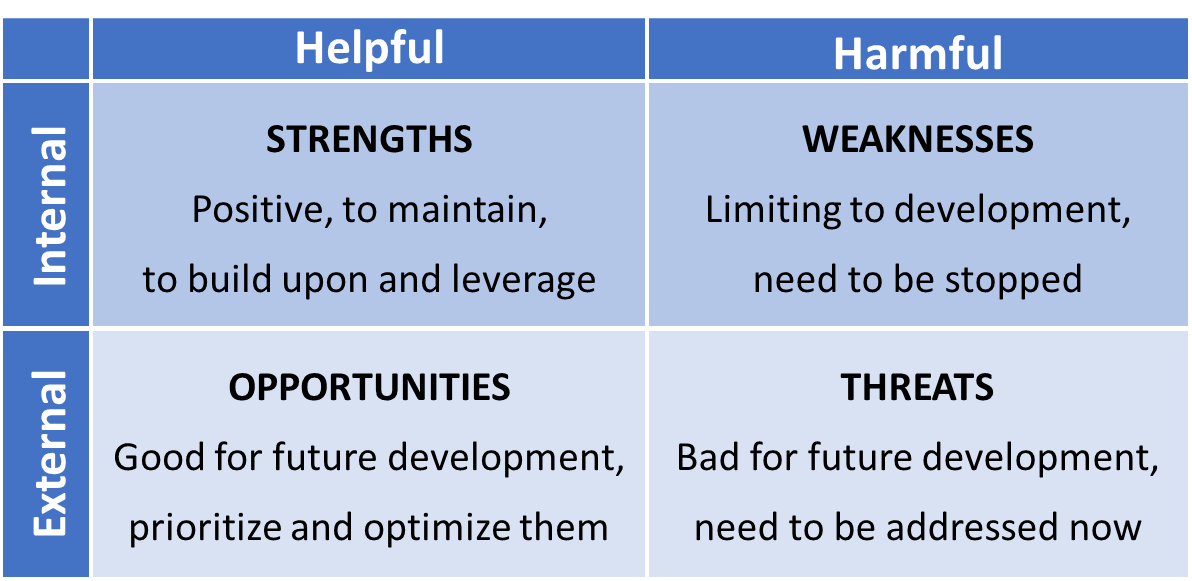 Helpful
Harmful
Internal
STRENGTHS
Positive, to maintain,
to build upon and leverage
WEAKNESSES
Limiting to development,
need to be stopped
External
OPPORTUNITIES
Good for future development,
prioritize and optimize them
THREATS
Bad for future development,
need to be addressed now